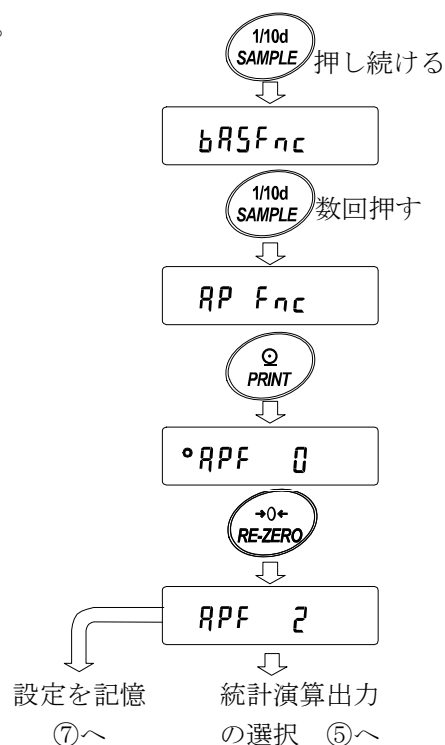 。
1/10d
SAMPLE 押し続ける
bASFnc
1/10d
SAMPLE 数回押す
AP Fnc
PRINT
°APF 0
→0←
RE-ZERO
APF 2
設定を記憶
⑦へ
統計演算出力
の選択 ⑤へ